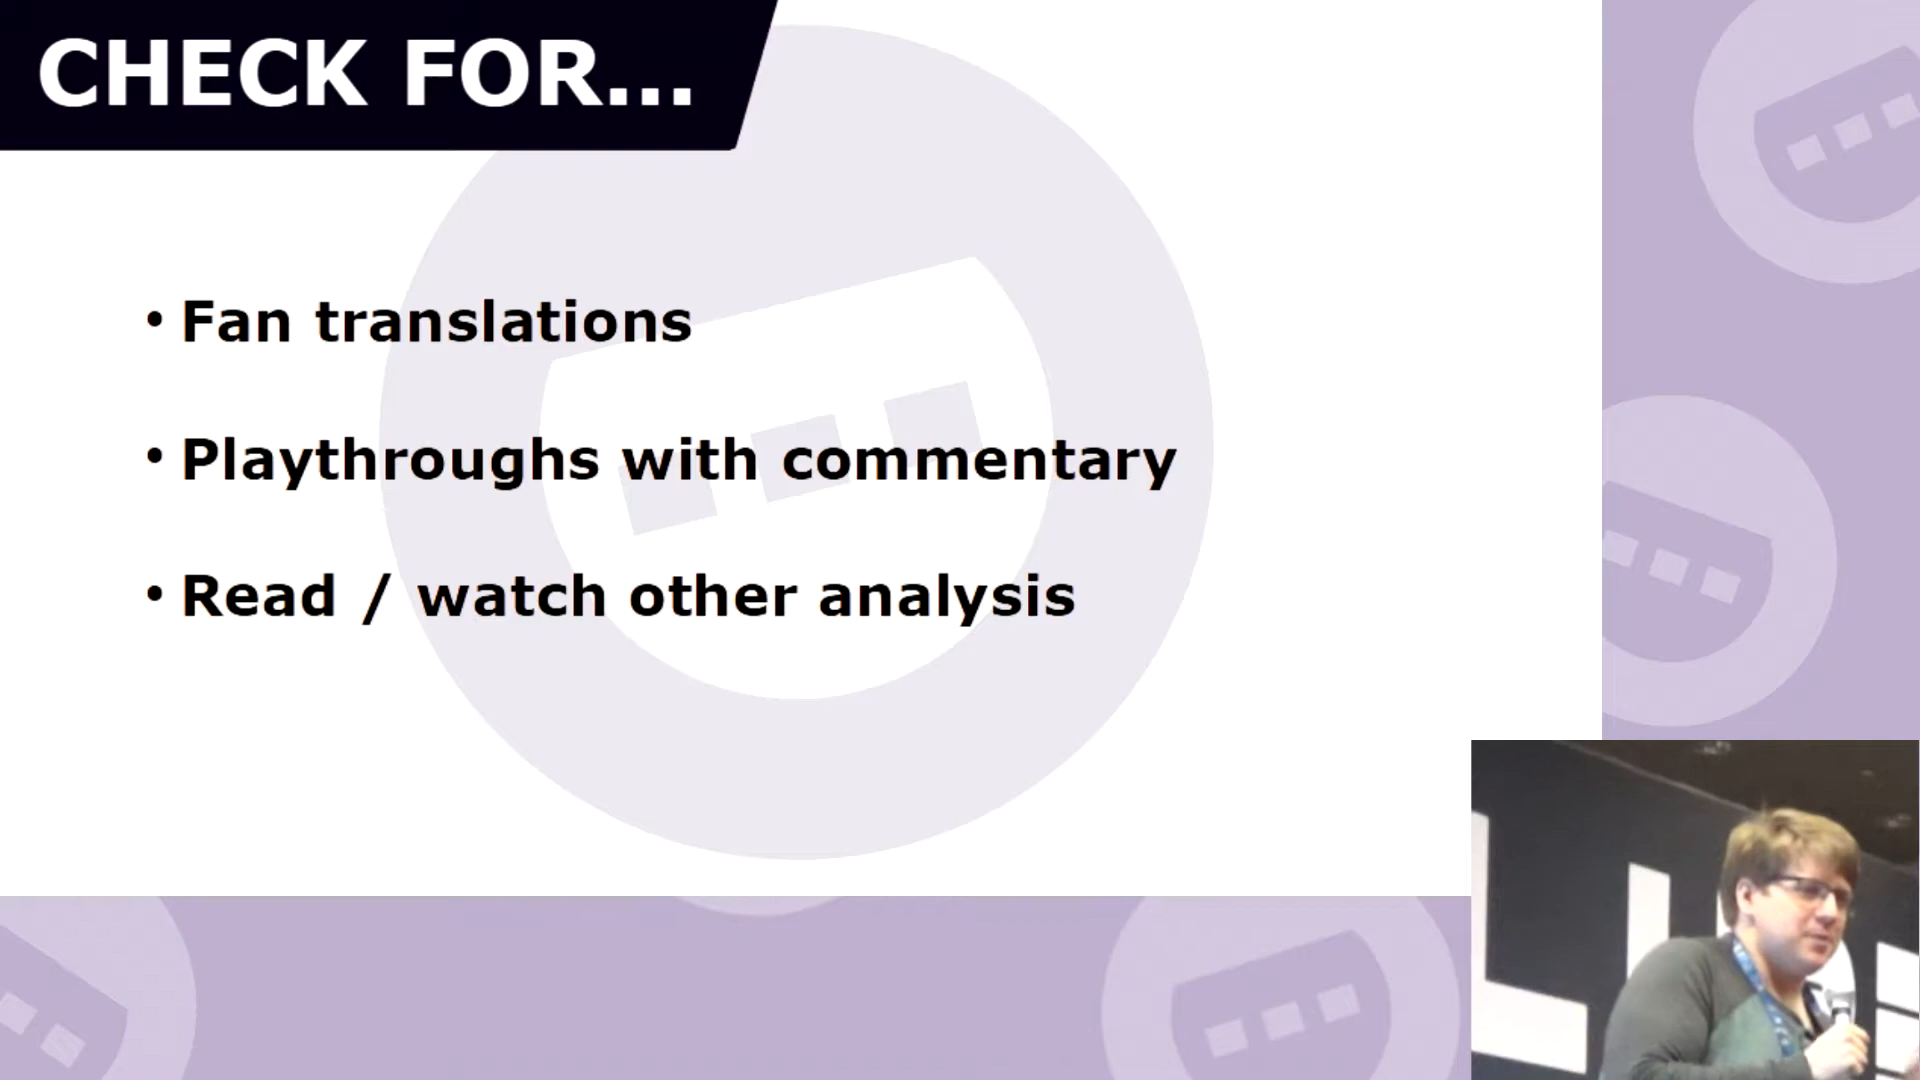 CHECK FOR...
• Fan translations
• Playthroughs with commentary
• Read / watch other analysis